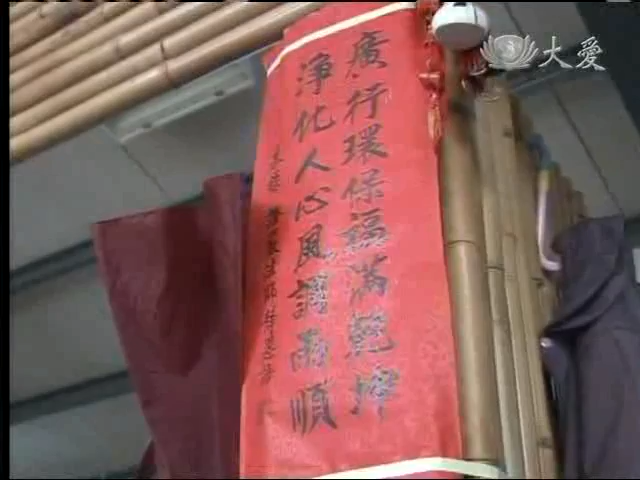 大愛
廣行環保福滿乾坤
淨化人心風調雨順